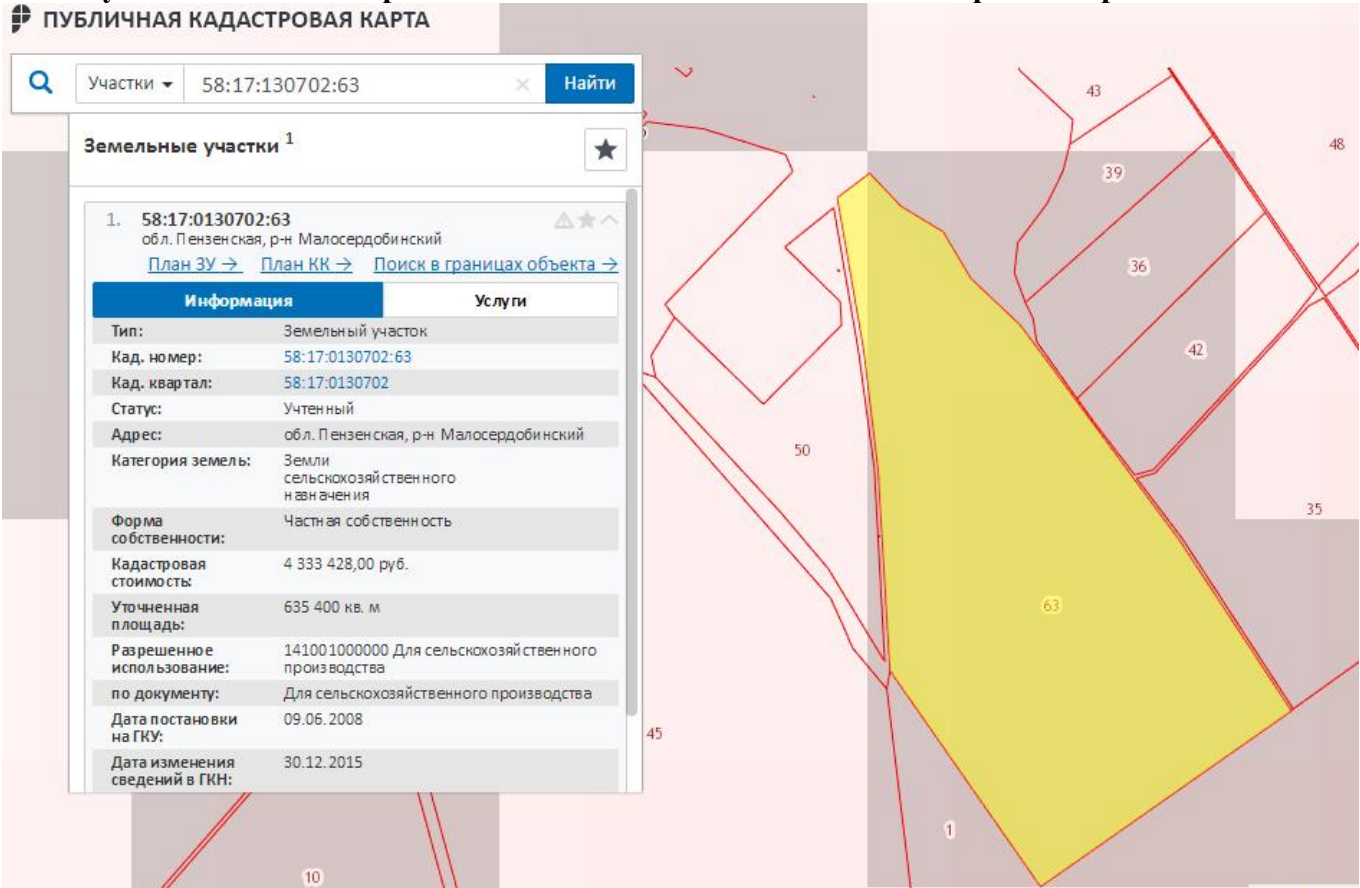 ПУБЛИЧНАЯ КАДАСТРОВАЯ КАРТА
Участки 58:17:130702:63 × Найти
Земельные участки 1
1. 58:17:0130702:63
обл. Пензенская, р-н Малосердобинский
План ЗУ → План КК → Поиск в границах объекта →
Информация Услуги
Тип: Земельный участок
Кад. номер: 58:17:0130702:63
Кад. квартал: 58:17:0130702
Статус: Учтенный
Адрес: обл. Пензенская, р-н Малосердобинский
Категория земель: Земли
сельскохозяйственного
назначения
Форма Частная собственность
собственности:
Кадастровая 4 333 428,00 руб.
стоимость:
Уточненная 635 400 кв. м
площадь:
Разрешенное 141001000000 Для сельскохозяйственного
использование: производства
по документу: Для сельскохозяйственного производства
Дата постановки 09.06.2008
на ГКУ:
Дата изменения 30.12.2015
сведений в ГКН:
43
48
39
36
42
50
35
63
45
1
10